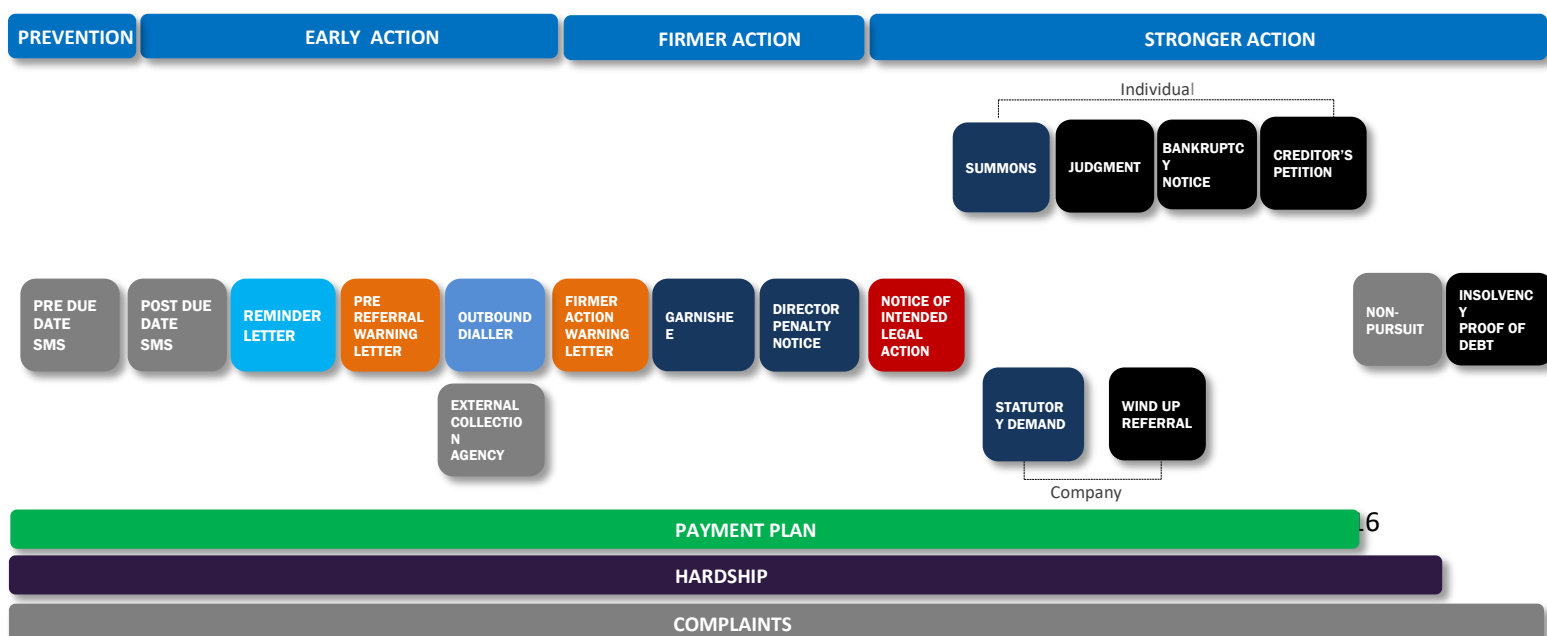 PREVENTION
EARLY ACTION
FIRMER ACTION
STRONGER ACTION
Individual
SUMMONS
JUDGMENT
BANKRUPTC
Y
NOTICE
CREDITOR'S
PETITION
PRE DUE
DATE
SMS
POST DUE
DATE
SMS
REMINDER
LETTER
PRE
REFERRAL
WARNING
LETTER
OUTBOUND
DIALLER
FIRMER
ACTION
WARNING
LETTER
GARNISHE
E
DIRECTOR
PENALTY
NOTICE
NOTICE OF
INTENDED
LEGAL
ACTION
NON-
PURSUIT
INSOLVENC
Y
PROOF OF
DEBT
EXTERNAL
COLLECTIO
N
AGENCY
STATUTOR
Y DEMAND
WIND UP
REFERRAL
Company
PAYMENT PLAN
16
HARDSHIP
COMPLAINTS